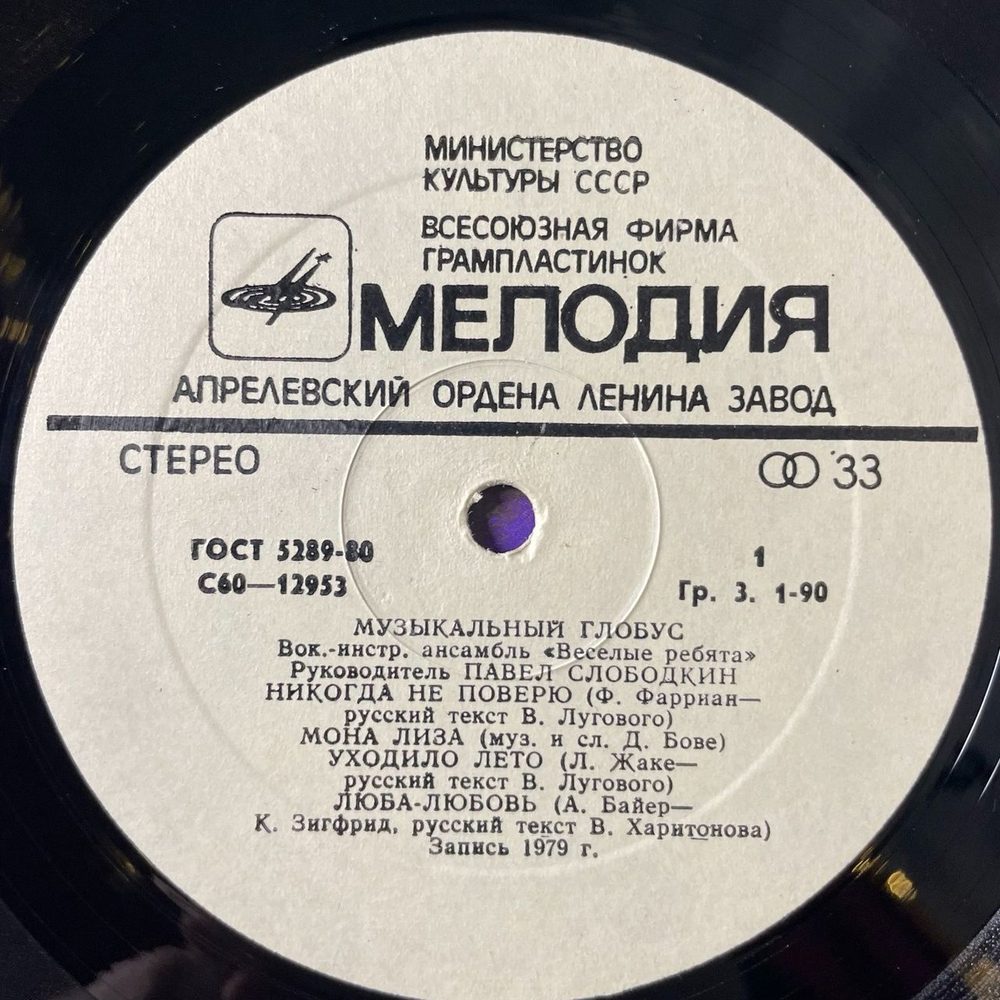 МИНИСТЕРСТВО
КУЛЬТУРЫ СССР
ВСЕСОЮЗНАЯ ФИРМА
ГРАМПЛАСТИНОК
МЕЛОДИЯ
АПРЕЛЕВСКИЙ ОРДЕНА ЛЕНИНА ЗАВОД
СТЕРЕО 33
ГОСТ 5289-80 1
С60—12953 Гр. 3. 1-90
МУЗЫКАЛЬНЫЙ ГЛОБУС
Вок.-инстр. ансамбль «Веселые ребята»
Руководитель ПАВЕЛ СЛОБОДКИН
НИКОГДА НЕ ПОВЕРЮ (Ф. Фарриан—
русский текст В. Лугового)
МОНА ЛИЗА (муз. и сл. Д. Бове)
УХОДИЛО ЛЕТО (Л. Жаке—
русский текст В. Лугового)
ЛЮБА-ЛЮБОВЬ (А. Байер—
К. Зигфрид, русский текст В. Харитонова)
Запись 1979 г.